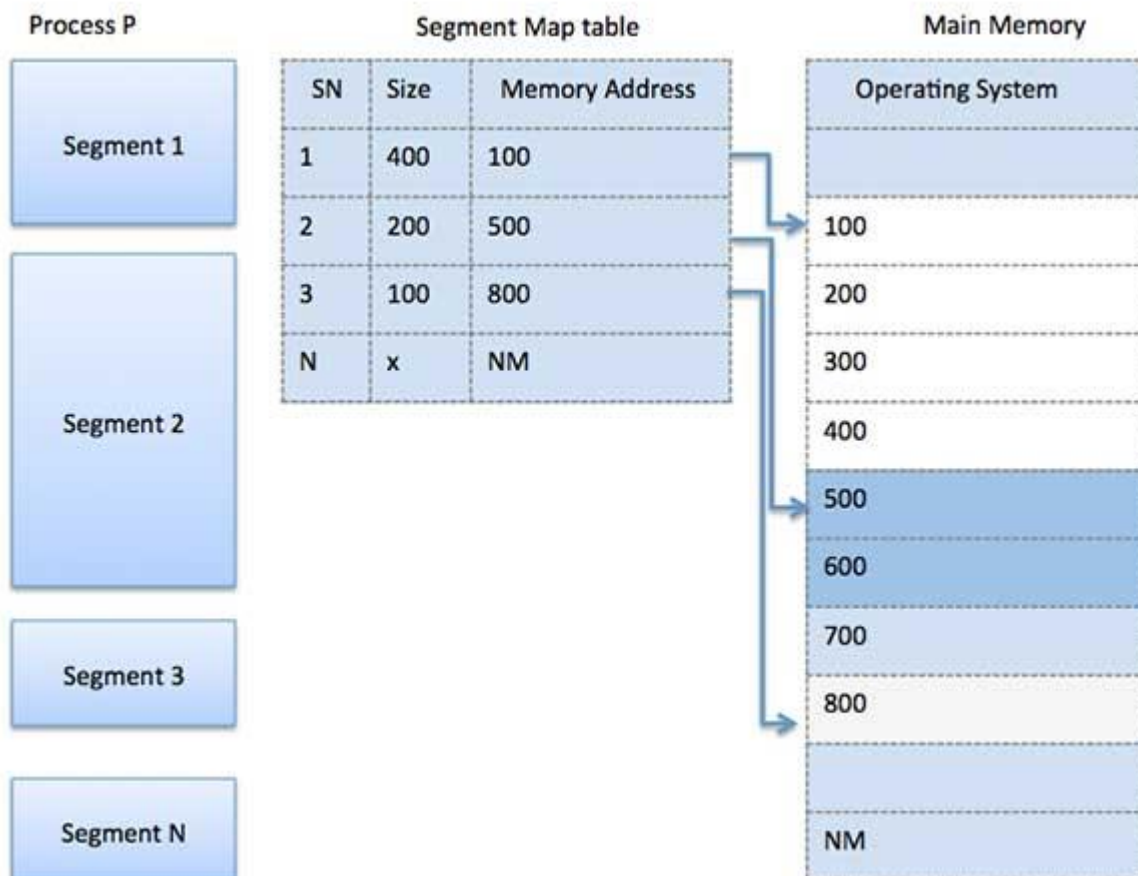 Process P
Segment 1
Segment 2
Segment 3
Segment N
Segment Map table
SN Size Memory Address
1 400 100
2 200 500
3 100 800
N x NM
Main Memory
Operating System
100
200
300
400
500
600
700
800
NM